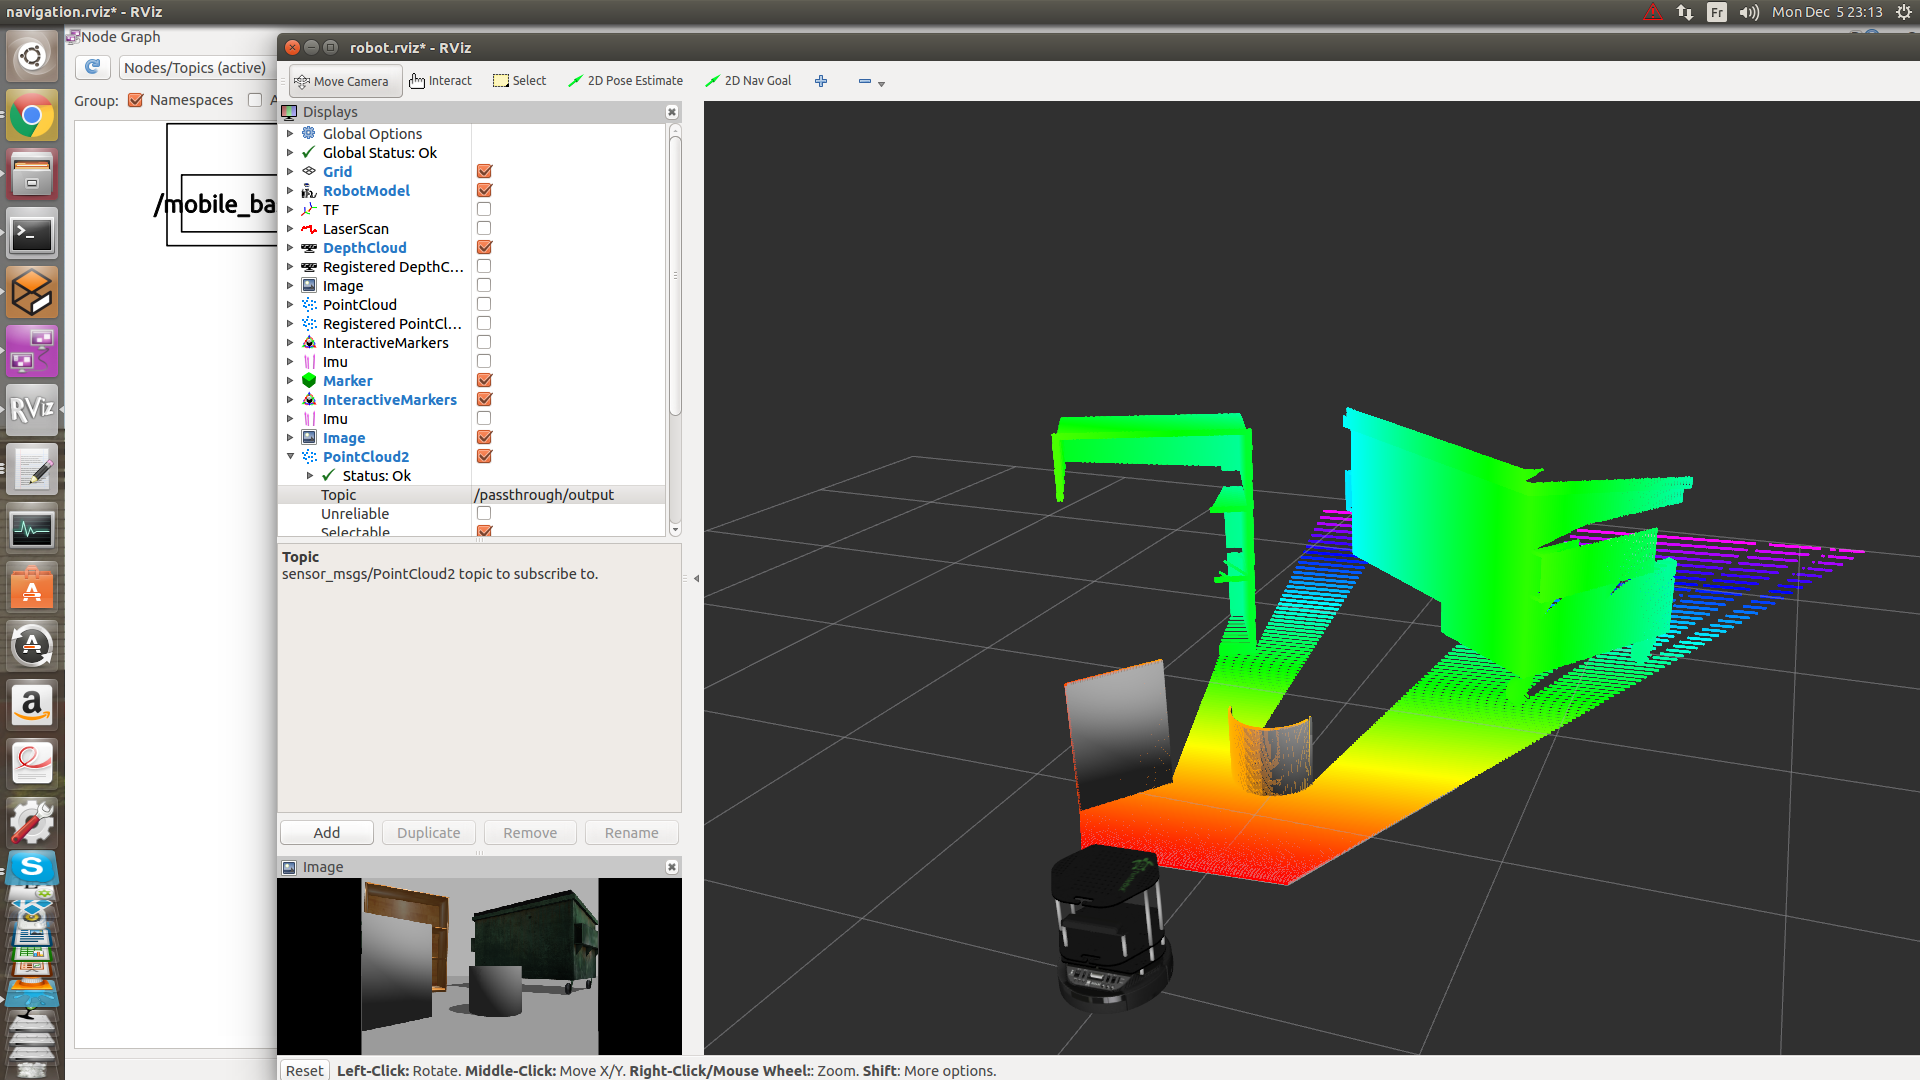 navigation.rviz* - RViz
Fr
Mon Dec 5 23:13
Node Graph
Nodes/Topics (active)
Group:
Namespaces
/mobile_ba
RViz
robot.rviz* - RViz
Move Camera
Interact
Select
2D Pose Estimate
2D Nav Goal
Displays
Global Options
Global Status: Ok
Grid
RobotModel
TF
LaserScan
DepthCloud
Registered DepthC...
Image
PointCloud
Registered PointCl...
InteractiveMarkers
Imu
Marker
InteractiveMarkers
Imu
Image
PointCloud2
Status: Ok
Topic /passthrough/output
Unreliable
Selectable
Topic
sensor_msgs/PointCloud2 topic to subscribe to.
Add Duplicate Remove Rename
Image
Reset Left-Click: Rotate. Middle-Click: Move X/Y. Right-Click/Mouse Wheel:: Zoom. Shift: More options.